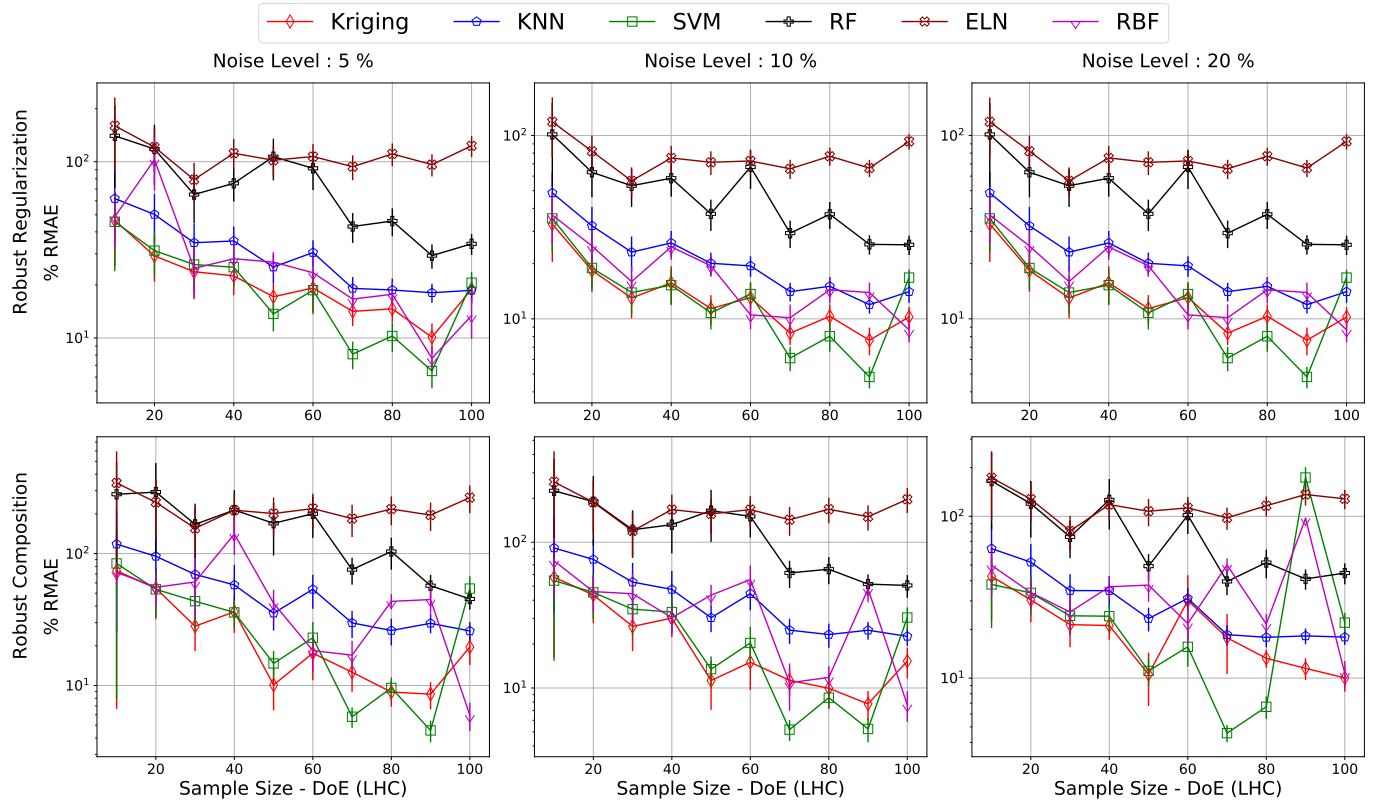 Kriging KNN SVM RF ELN RBF
Noise Level : 5 % Noise Level : 10 % Noise Level : 20 %
Robust Regularization
% RMAE
10²
10¹
20 40 60 80 100
10²
10¹
20 40 60 80 100
10²
10¹
20 40 60 80 100
Robust Composition
% RMAE
10²
10¹
20 40 60 80 100
10²
10¹
20 40 60 80 100
10²
10¹
20 40 60 80 100
Sample Size - DoE (LHC) Sample Size - DoE (LHC) Sample Size - DoE (LHC)